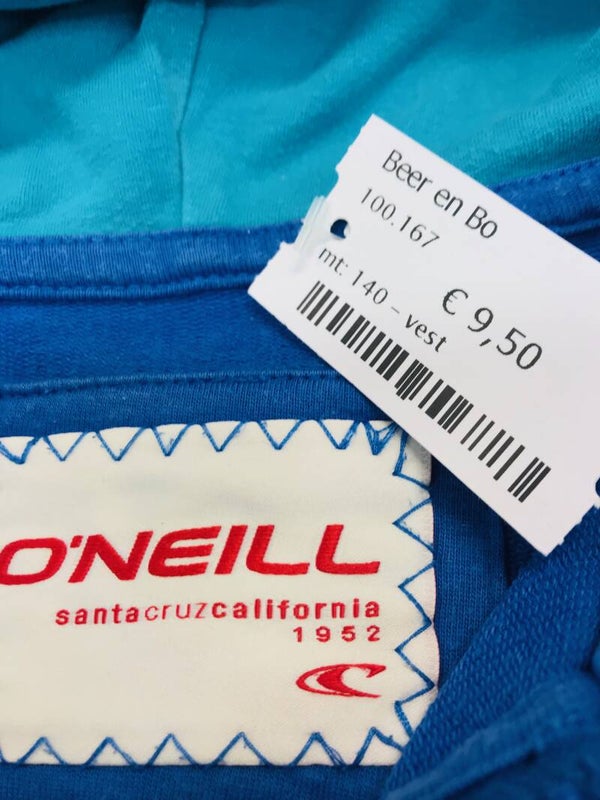 Beer en Bo
100.167
mt: 140 – vest
€ 9,50
O'NEILL
santacruzcalifornia
1952